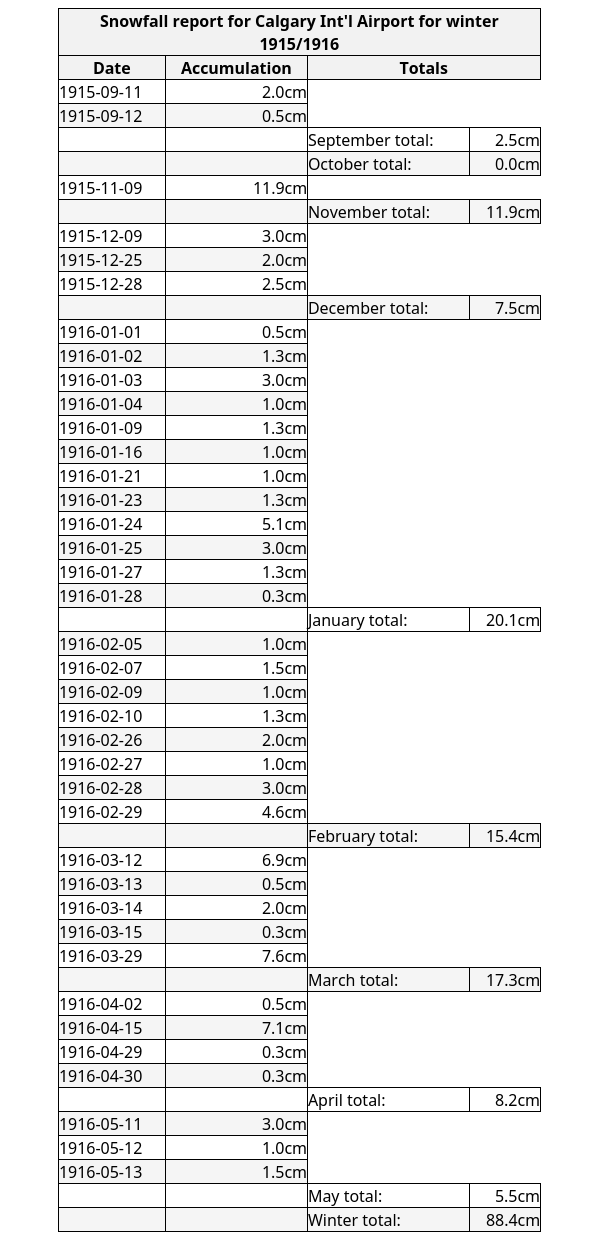 Snowfall report for Calgary Int'l Airport for winter
1915/1916
Date Accumulation Totals
1915-09-11 2.0cm
1915-09-12 0.5cm
September total: 2.5cm
October total: 0.0cm
1915-11-09 11.9cm
November total: 11.9cm
1915-12-09 3.0cm
1915-12-25 2.0cm
1915-12-28 2.5cm
December total: 7.5cm
1916-01-01 0.5cm
1916-01-02 1.3cm
1916-01-03 3.0cm
1916-01-04 1.0cm
1916-01-09 1.3cm
1916-01-16 1.0cm
1916-01-21 1.0cm
1916-01-23 1.3cm
1916-01-24 5.1cm
1916-01-25 3.0cm
1916-01-27 1.3cm
1916-01-28 0.3cm
January total: 20.1cm
1916-02-05 1.0cm
1916-02-07 1.5cm
1916-02-09 1.0cm
1916-02-10 1.3cm
1916-02-26 2.0cm
1916-02-27 1.0cm
1916-02-28 3.0cm
1916-02-29 4.6cm
February total: 15.4cm
1916-03-12 6.9cm
1916-03-13 0.5cm
1916-03-14 2.0cm
1916-03-15 0.3cm
1916-03-29 7.6cm
March total: 17.3cm
1916-04-02 0.5cm
1916-04-15 7.1cm
1916-04-29 0.3cm
1916-04-30 0.3cm
April total: 8.2cm
1916-05-11 3.0cm
1916-05-12 1.0cm
1916-05-13 1.5cm
May total: 5.5cm
Winter total: 88.4cm